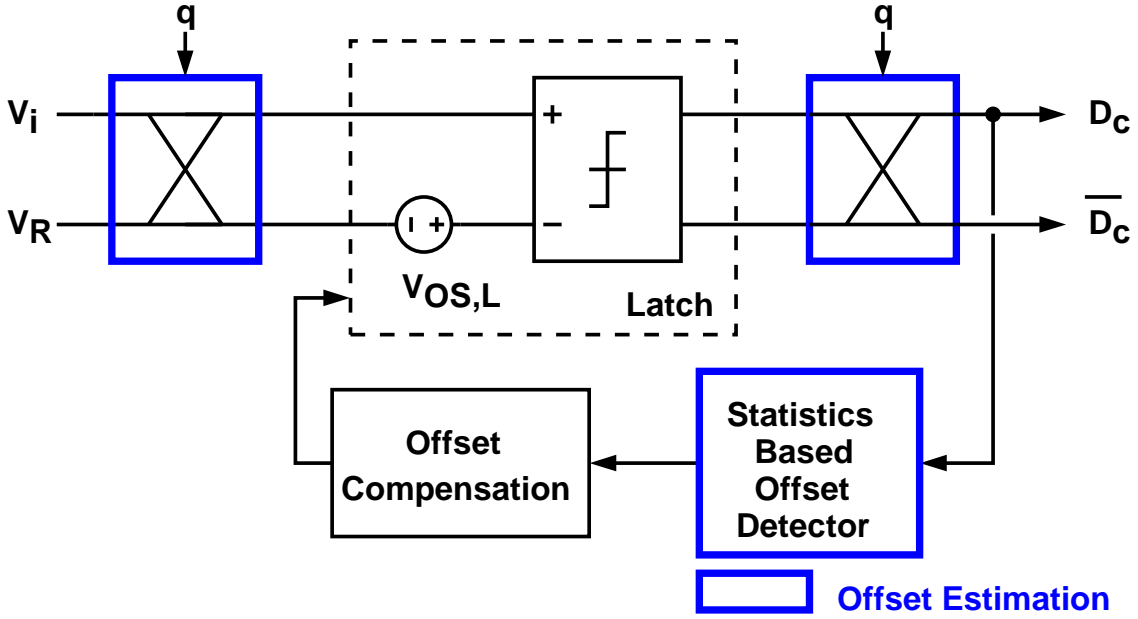 q
q
V_i
V_R
+
−
− +
V_OS,L
Latch
D_c
D̅_c
Offset
Compensation
Statistics
Based
Offset
Detector
Offset Estimation